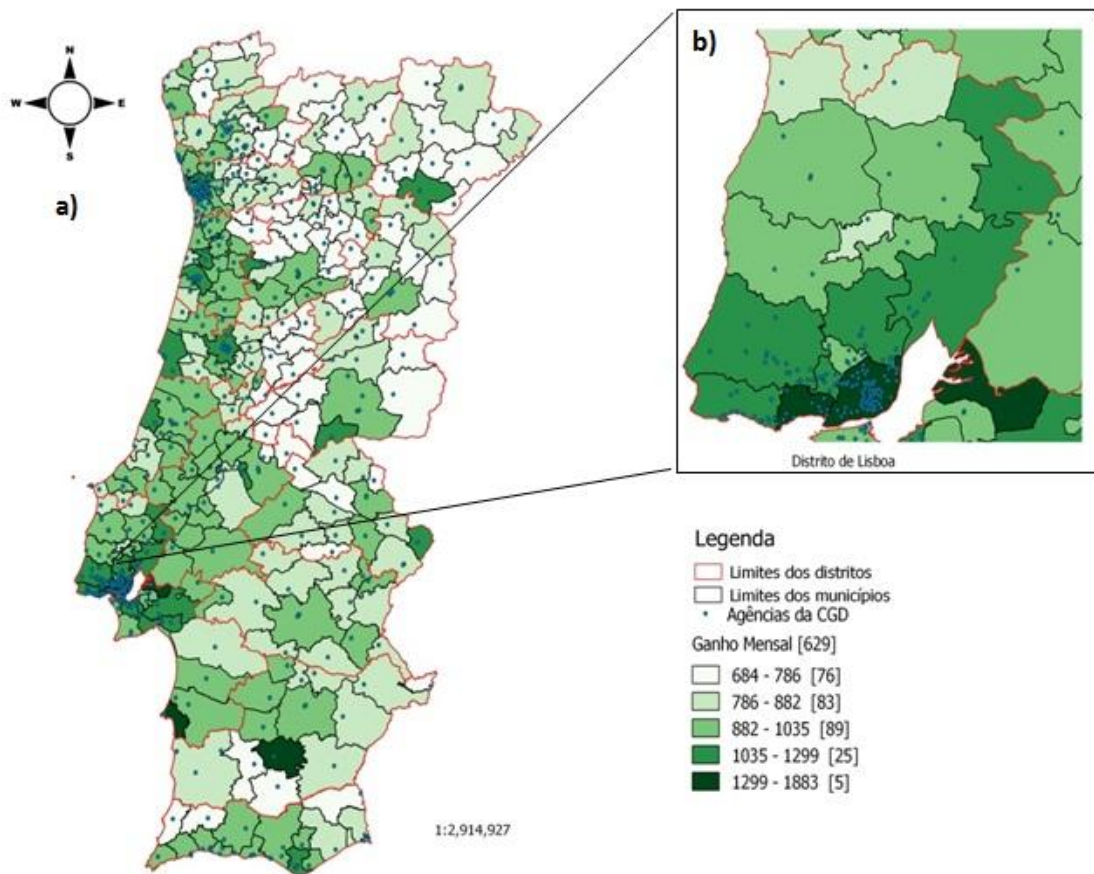 N
W E
S
a)
b)
Distrito de Lisboa
Legenda
Limites dos distritos
Limites dos municípios
Agências da CGD
Ganho Mensal [629]
684 - 786 [76]
786 - 882 [83]
882 - 1035 [89]
1035 - 1299 [25]
1299 - 1883 [5]
1:2,914,927